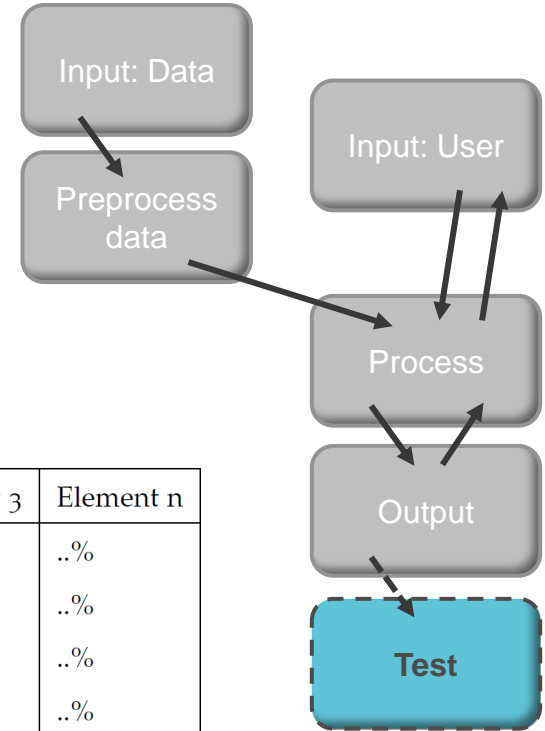 Input: Data
Input: User
Preprocess
data
Process
3 Element n
Output
..%
..%
Test
..%
..%